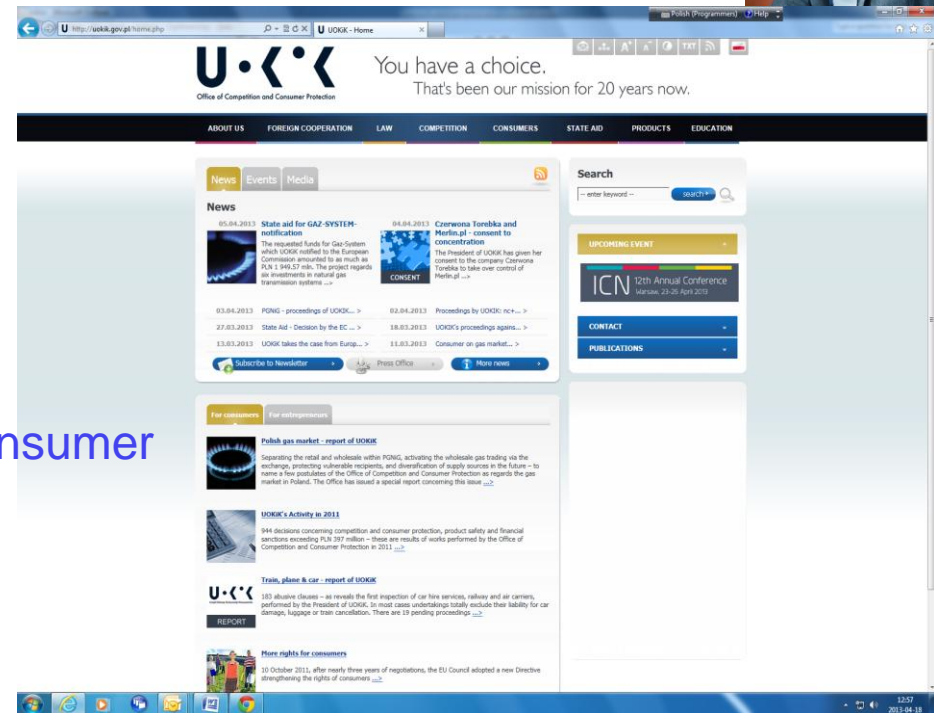 Polish (Programmers) Help
http://uokik.gov.pl/home.php
UOKiK - Home
Office of Competition and Consumer Protection
You have a choice.
That's been our mission for 20 years now.
ABOUT US FOREIGN COOPERATION LAW COMPETITION CONSUMERS STATE AID PRODUCTS EDUCATION
News Events Media
News
05.04.2013 State aid for GAZ-SYSTEM- notification
The requested funds for Gaz-System
which UOKiK notified to the European
Commission amounted to as much as
PLN 1 949.57 mln. The project regards
six investments in natural gas
transmission systems ...>
04.04.2013 Czerwona Torebka and
Merlin.pl - consent to
concentration
CONSENT
The President of UOKiK has given her
consent to the company Czerwona
Torebka to take over control of
Merlin.pl ...>
03.04.2013 PGNiG - proceedings of UOKiK... >
02.04.2013 Proceedings by UOKiK: nc+... >
27.03.2013 State Aid - Decision by the EC ... >
18.03.2013 UOKiK's proceedings agains... >
13.03.2013 UOKiK takes the case from Europ... >
11.03.2013 Consumer on gas market... >
Subscribe to Newsletter Press Office More news
Search
-- enter keyword -- search
UPCOMING EVENT
ICN 12th Annual Conference
Warsaw, 23-26 April 2013
CONTACT
PUBLICATIONS
nsumer
For consumers For entrepreneurs
Polish gas market - report of UOKiK
Separating the retail and wholesale within PGNiG, activating the wholesale gas trading via the
exchange, protecting vulnerable recipients, and diversification of supply sources in the future – to
name a few postulates of the Office of Competition and Consumer Protection as regards the gas
market in Poland. The Office has issued a special report concerning this issue ...>
UOKiK's Activity in 2011
944 decisions concerning competition and consumer protection, product safety and financial
sanctions exceeding PLN 397 million – these are results of works performed by the Office of
Competition and Consumer Protection in 2011 ...>
Train, plane & car - report of UOKiK
REPORT
183 abusive clauses – as reveals the first inspection of car hire services, railway and air carriers,
performed by the President of UOKiK. In most cases undertakings totally exclude their liability for car
damage, luggage or train cancellation. There are 19 pending proceedings ...>
More rights for consumers
10 October 2011, after nearly three years of negotiations, the EU Council adopted a new Directive
strengthening the rights of consumers ...>
12:57
2013-04-18